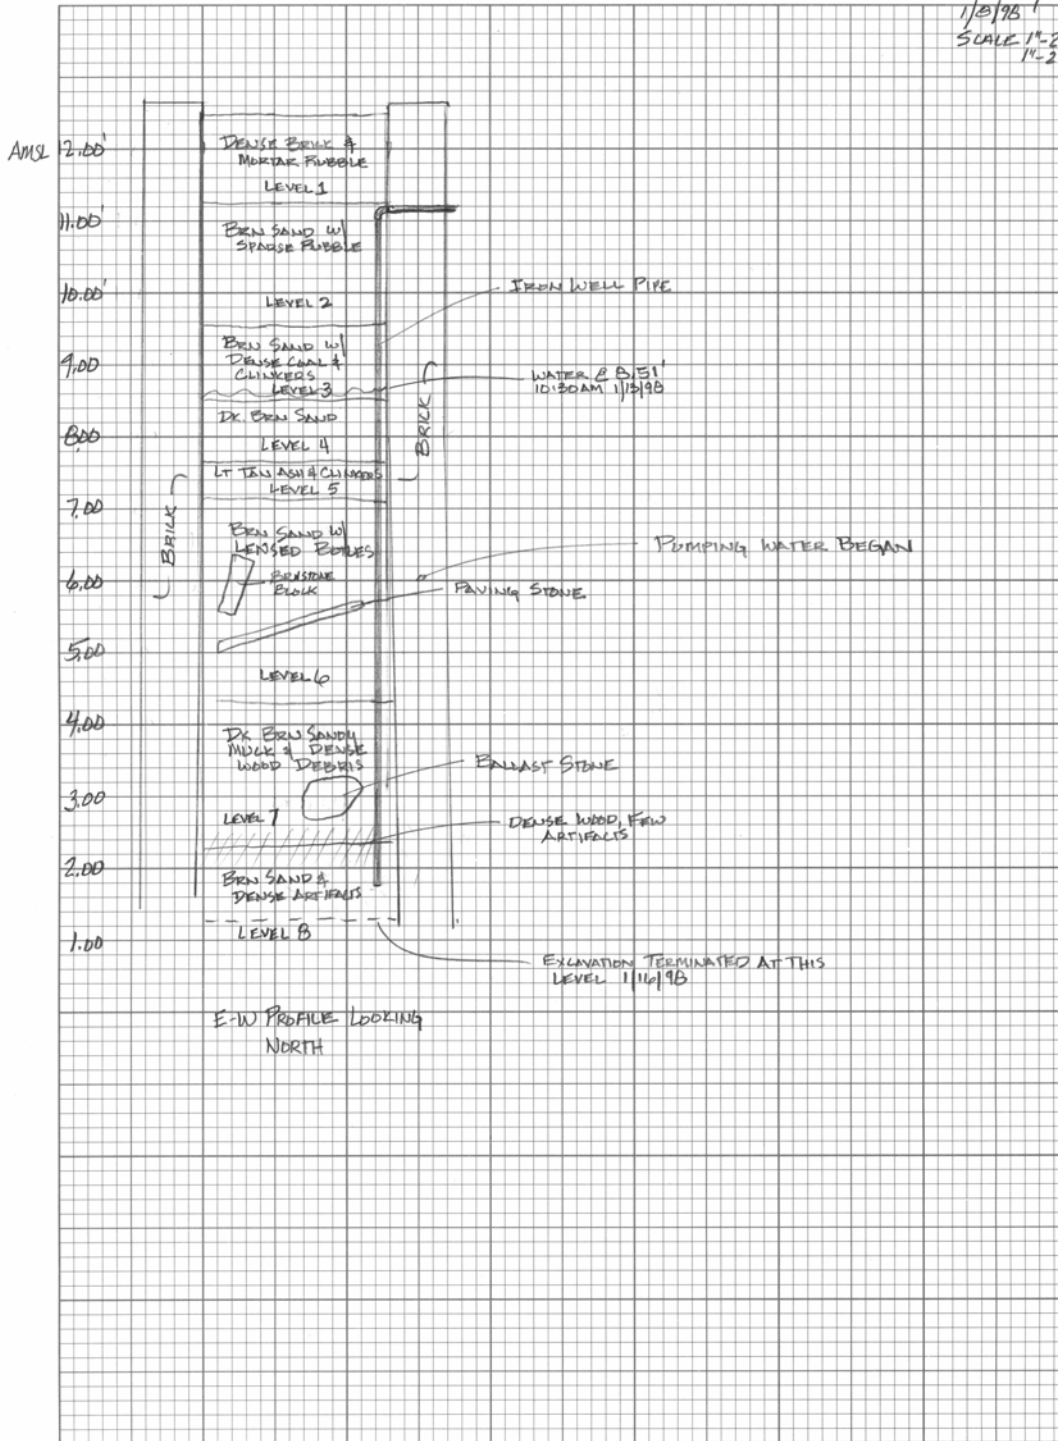 1/8/98
SCALE 1"-2
1"-2
AMSL 12.00'
DENSE BRICK &
MORTAR RUBBLE
LEVEL 1
11.00'
BRN SAND W/
SPARSE RUBBLE
10.00'
LEVEL 2
IRON WELL PIPE
BRN SAND W/
9.00
DENSE COAL &
CLINKERS
LEVEL 3
WATER @ 8.51'
10:30AM 1/13/98
BRICK
DK. BRN SAND
8.00
LEVEL 4
LT TAN ASH & CLINKERS
LEVEL 5
7.00
BRICK
BRN SAND W/
LENSED BOTTLES
PUMPING WATER BEGAN
6.00
BRNSTONE
BLOCK
PAVING STONE
5.00
LEVEL 6
4.00
DK BRN SANDY
MUCK & DENSE
WOOD DEBRIS
BALLAST STONE
3.00
LEVEL 7
DENSE WOOD, FEW
ARTIFACTS
2.00
BRN SAND &
DENSE ARTIFACTS
LEVEL 8
1.00
EXCAVATION TERMINATED AT THIS
LEVEL 1/16/98
E-W PROFILE LOOKING
NORTH